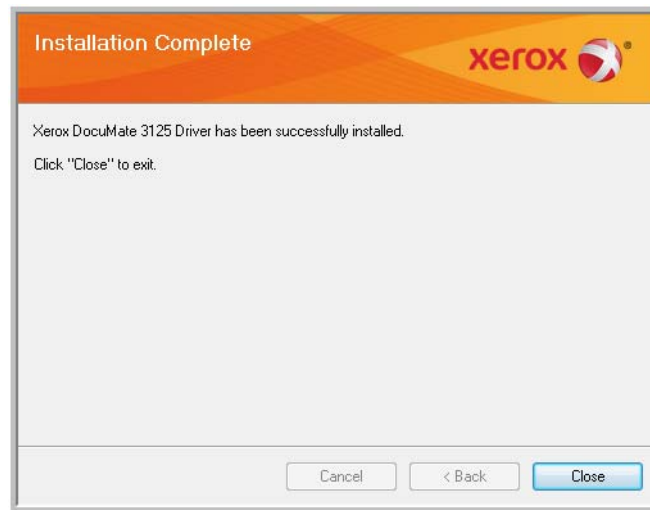 Installation Complete
xerox
Xerox DocuMate 3125 Driver has been successfully installed.
Click "Close" to exit.
Cancel
< Back
Close